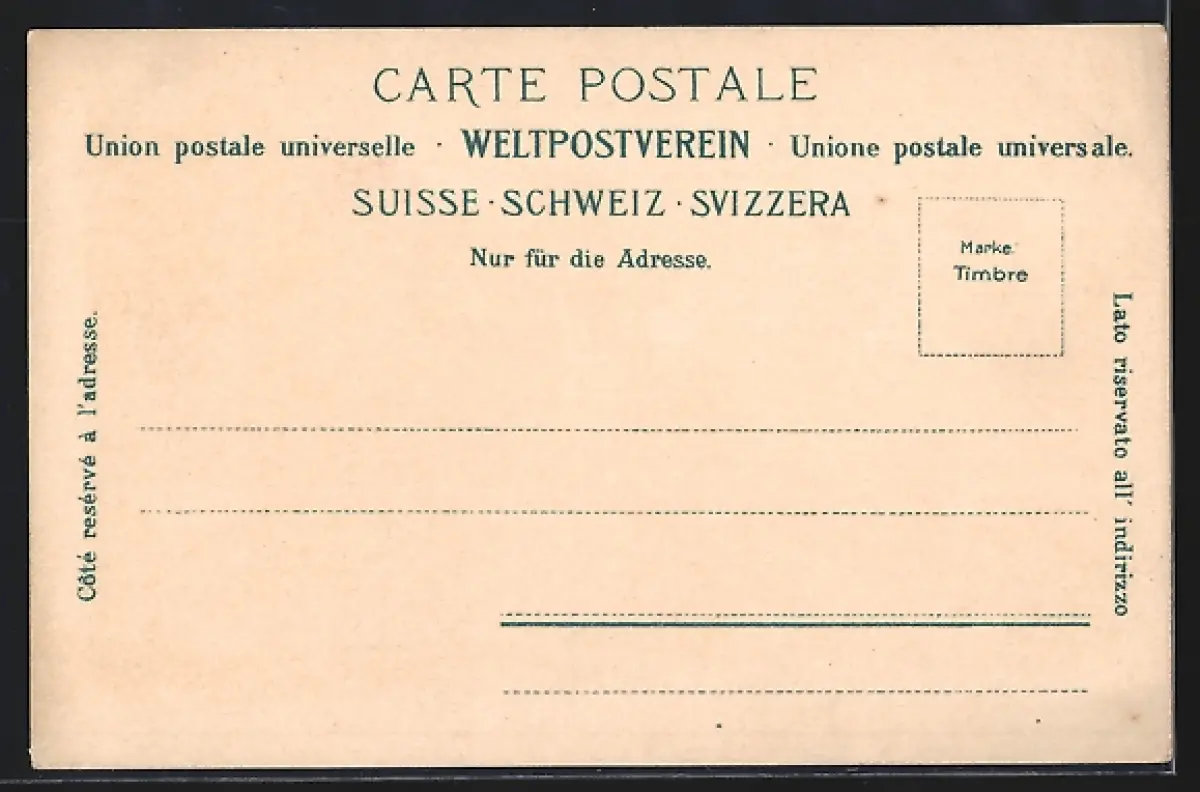 CARTE POSTALE
Union postale universelle · WELTPOSTVEREIN · Unione postale universale.
SUISSE · SCHWEIZ · SVIZZERA
Nur für die Adresse.
Marke
Timbre
Côté resérvé à l'adresse.
Lato riservato all' indirizzo